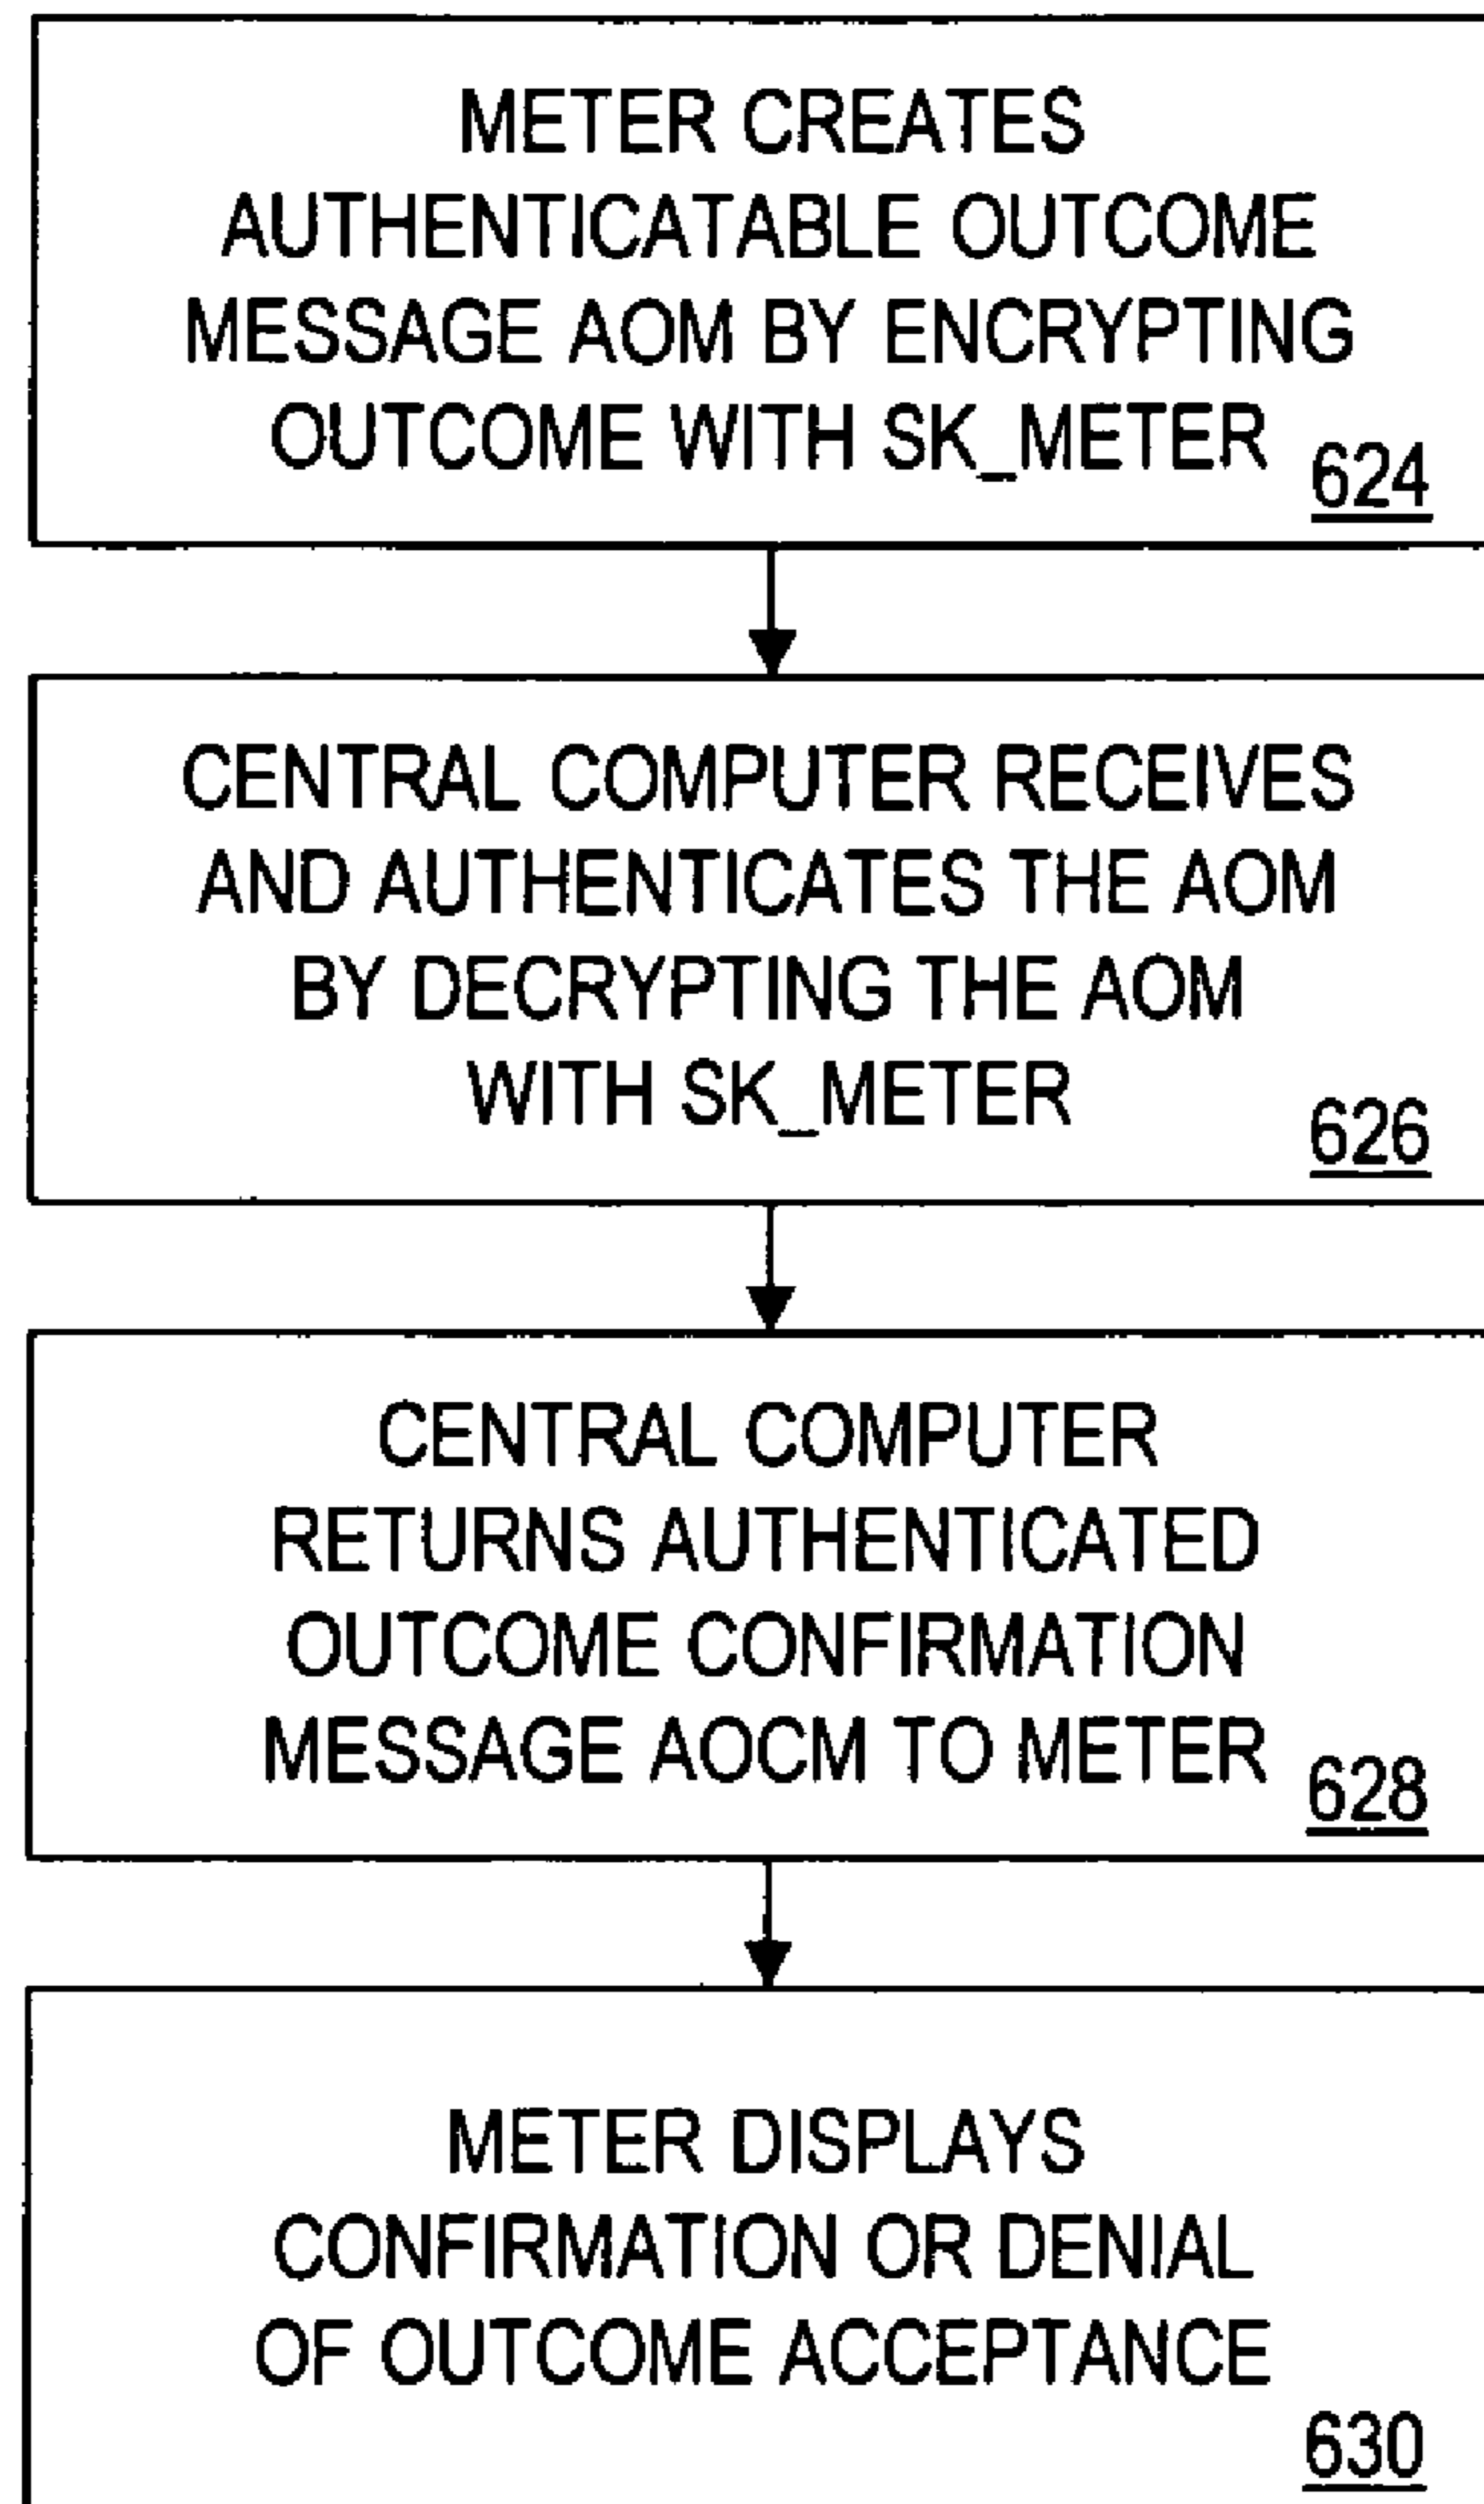 METER CREATES
AUTHENTICATABLE OUTCOME
MESSAGE AOM BY ENCRYPTING
OUTCOME WITH SK_METER
624
CENTRAL COMPUTER RECEIVES
AND AUTHENTICATES THE AOM
BY DECRYPTING THE AOM
WITH SK_METER
626
CENTRAL COMPUTER
RETURNS AUTHENTICATED
OUTCOME CONFIRMATION
MESSAGE AOCM TO METER
628
METER DISPLAYS
CONFIRMATION OR DENIAL
OF OUTCOME ACCEPTANCE
630